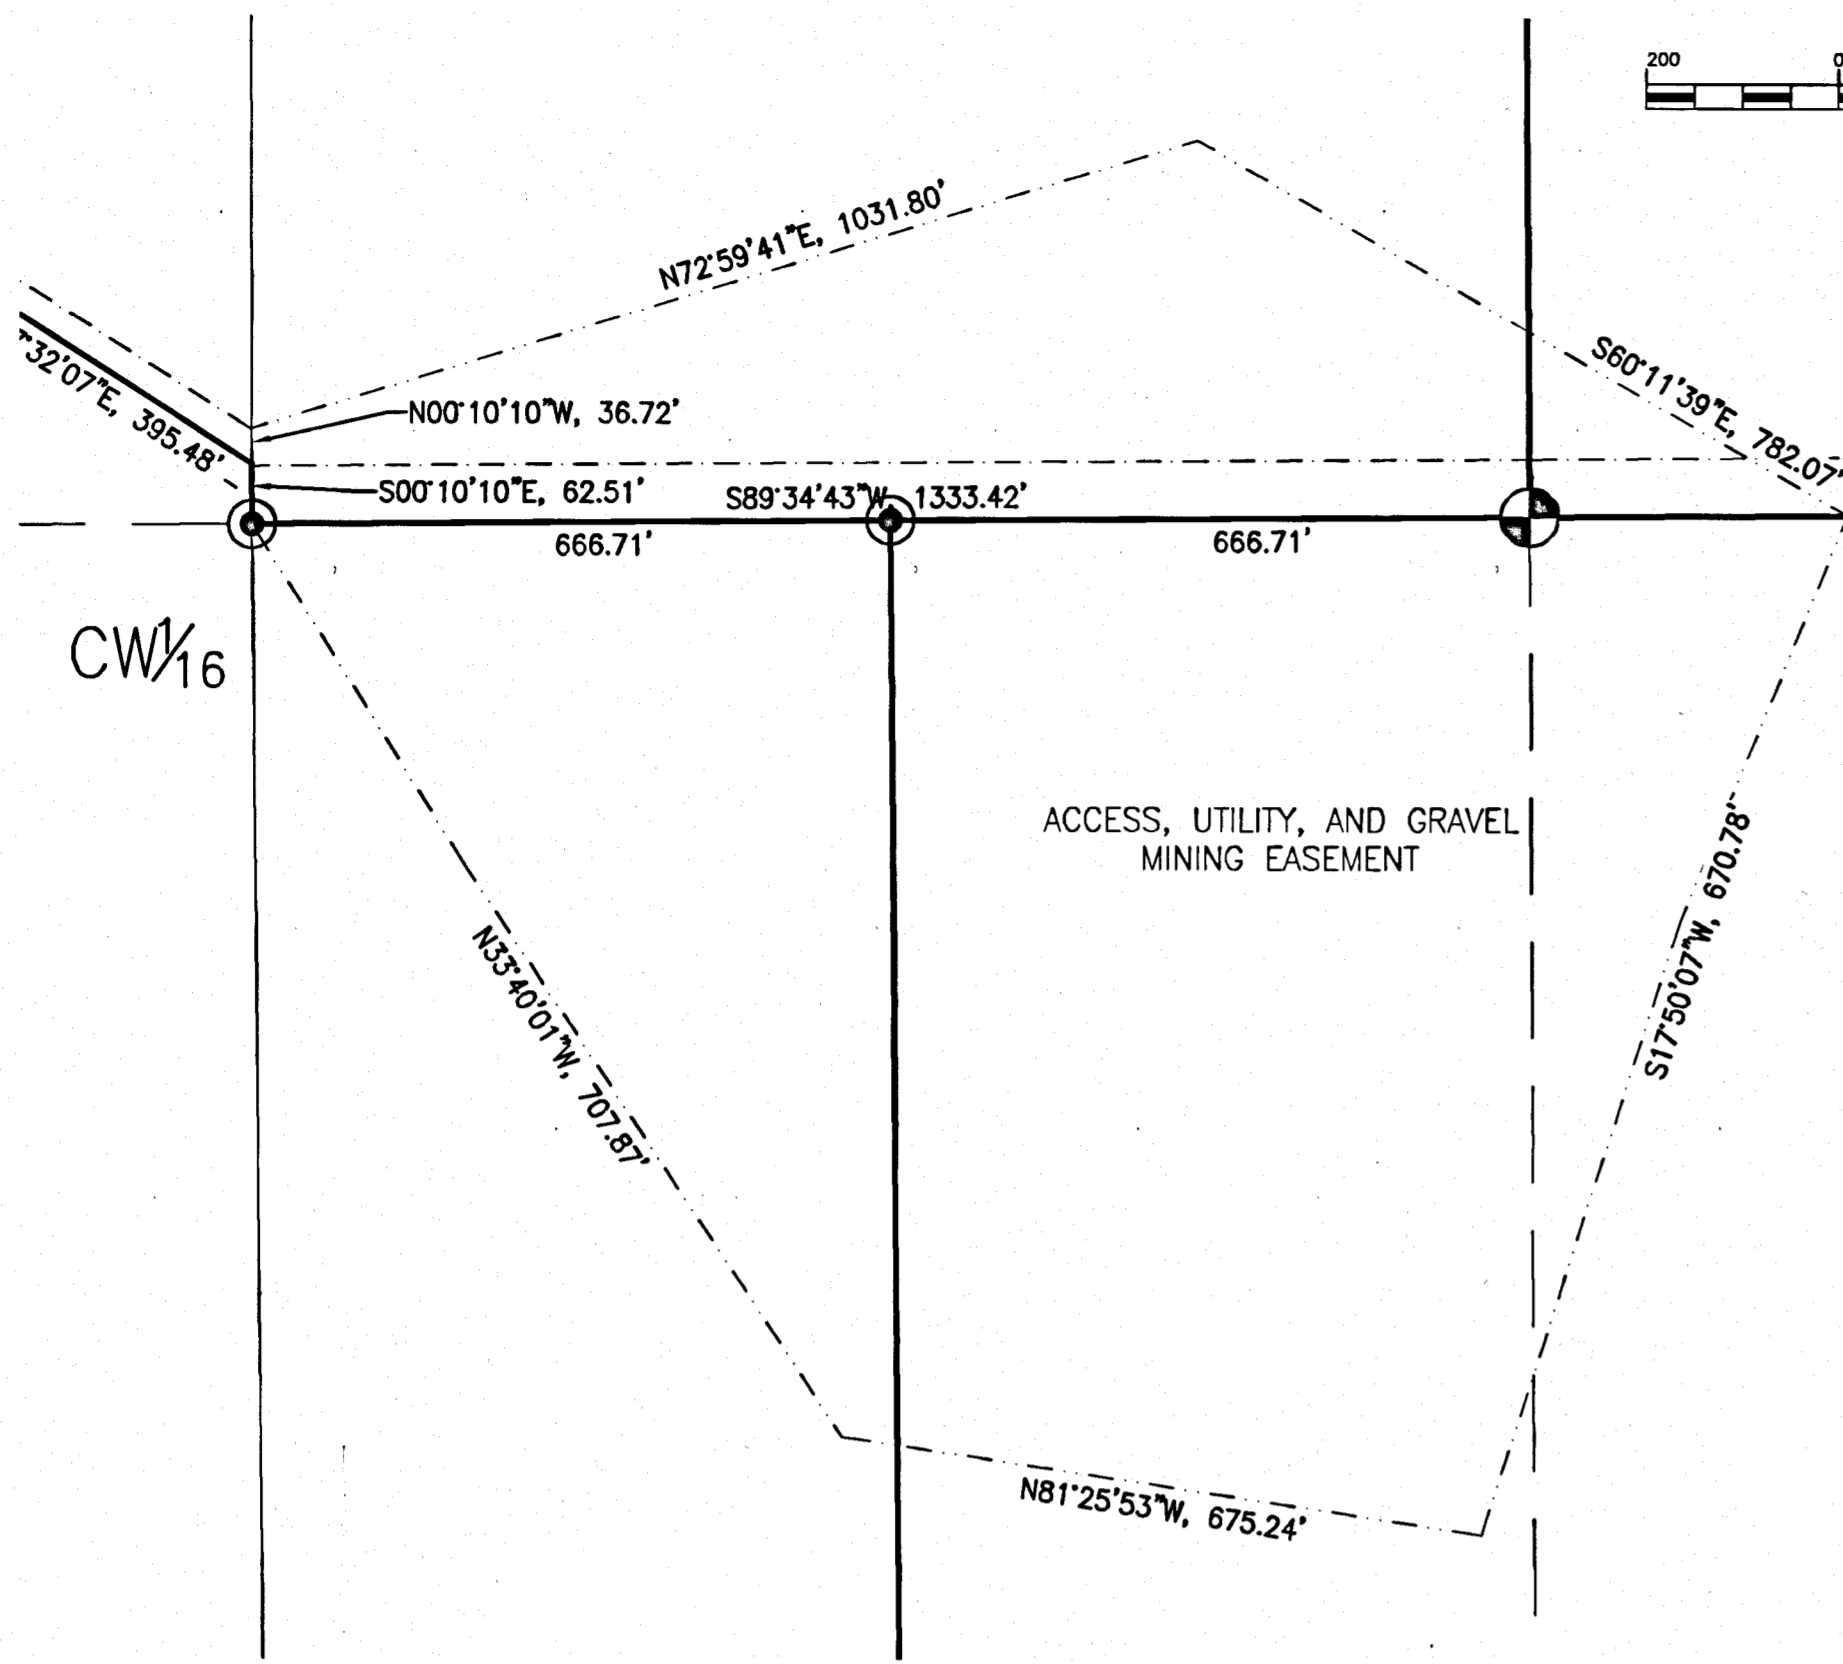 200 0
N72°59'41"E, 1031.80'
S60°11'39"E, 782.07'
32'07"E, 395.48'
N00°10'10"W, 36.72'
S00°10'10"E, 62.51'
S89°34'43"W, 1333.42'
666.71'
666.71'
CW1/16
ACCESS, UTILITY, AND GRAVEL
MINING EASEMENT
S17°50'07"W, 670.78'
N33°40'01"W, 707.87'
N81°25'53"W, 675.24'